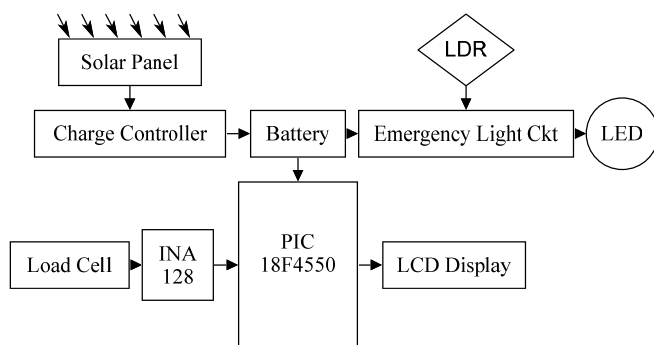 Solar Panel
LDR
Charge Controller
Battery
Emergency Light Ckt
LED
Load Cell
INA
128
PIC
18F4550
LCD Display